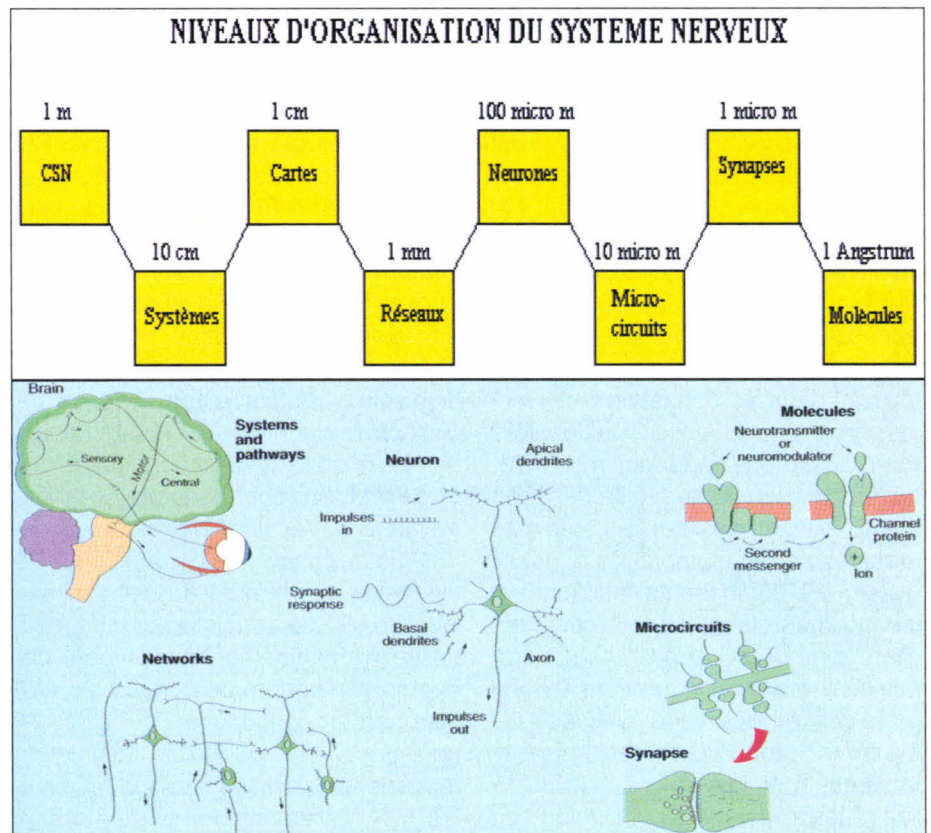 NIVEAUX D'ORGANISATION DU SYSTEME NERVEUX
1 m
1 cm
100 micro m
1 micro m
CSN
Cartes
Neurones
Synapses
10 cm
1 mm
10 micro m
1 Angstrum
Systèmes
Réseaux
Micro-
circuits
Molècules
Brain
Systems
and
pathways
Sensory
Motor
Central
Neuron
Apical
dendrites
Impulses
in
Synaptic
response
Basal
dendrites
Axon
Impulses
out
Molecules
Neurotransmitter
or
neuromodulator
Channel
protein
Second
messenger
+
Ion
Microcircuits
Networks
Synapse